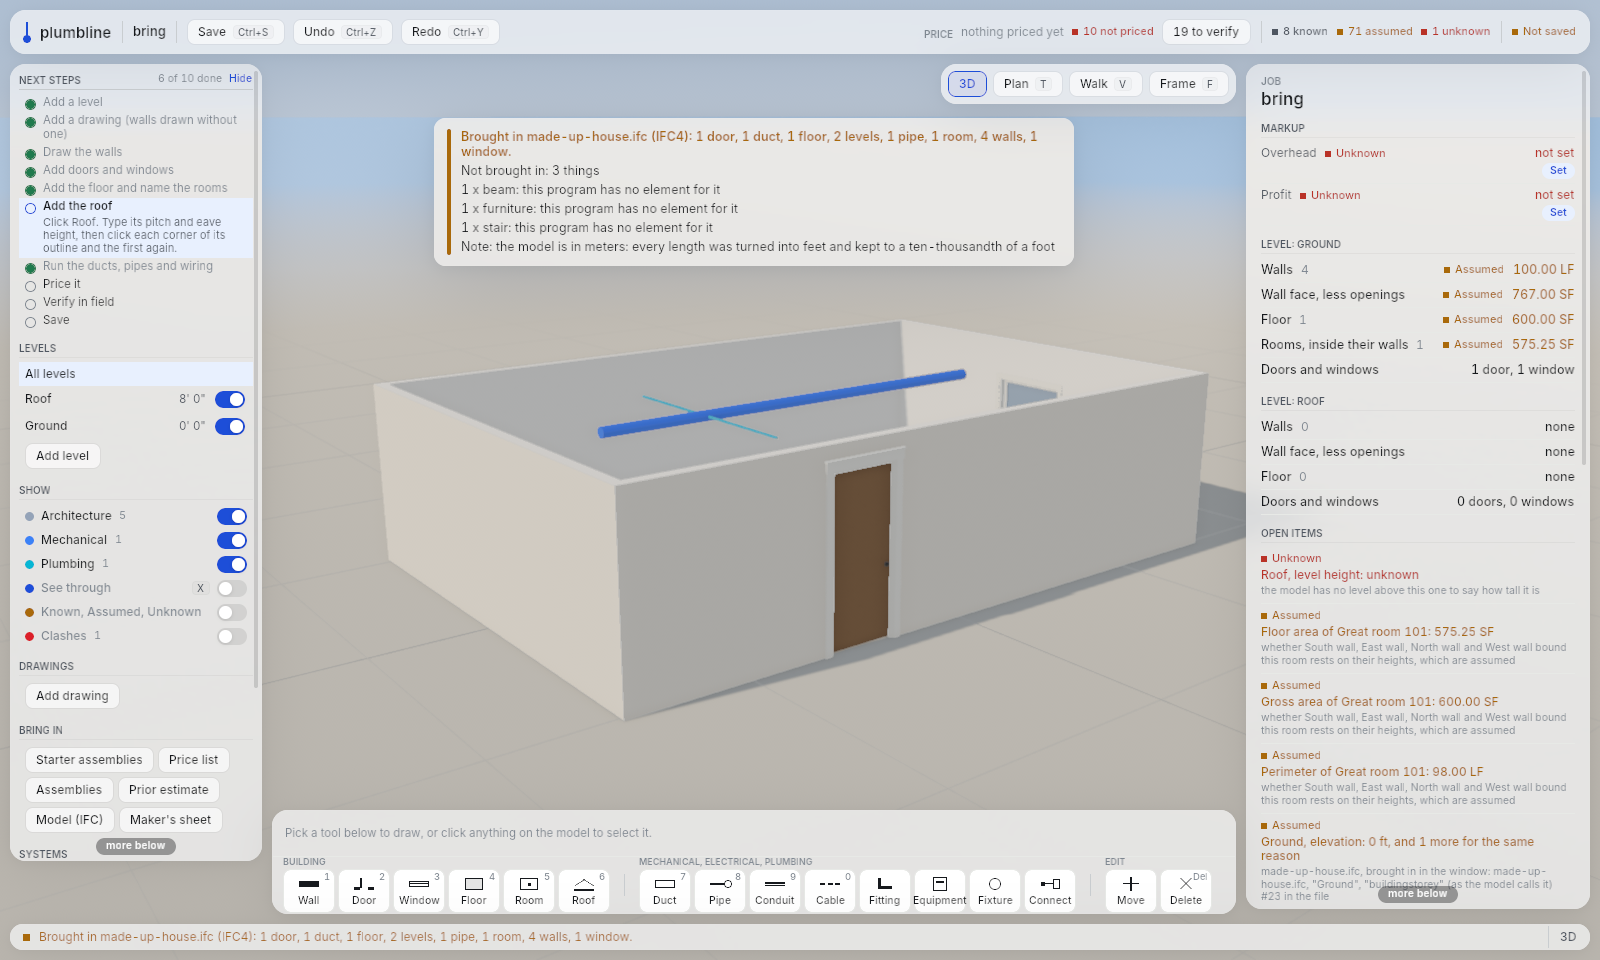 plumbline
bring
Save Ctrl+S
Undo Ctrl+Z
Redo Ctrl+Y
PRICE nothing priced yet
10 not priced
19 to verify
8 known
71 assumed
1 unknown
Not saved
NEXT STEPS 6 of 10 done Hide
Add a level
Add a drawing (walls drawn without
one)
Draw the walls
Add doors and windows
Add the floor and name the rooms
Add the roof
Click Roof. Type its pitch and eave
height, then click each corner of its
outline and the first again.
Run the ducts, pipes and wiring
Price it
Verify in field
Save
LEVELS
All levels
Roof 8' 0"
Ground 0' 0"
Add level
SHOW
Architecture 5
Mechanical 1
Plumbing 1
See through X
Known, Assumed, Unknown
Clashes 1
DRAWINGS
Add drawing
BRING IN
Starter assemblies Price list
Assemblies Prior estimate
Model (IFC) Maker's sheet
more below
SYSTEMS
3D
Plan T
Walk V
Frame F
Brought in made-up-house.ifc (IFC4): 1 door, 1 duct, 1 floor, 2 levels, 1 pipe, 1 room, 4 walls, 1
window.
Not brought in: 3 things
1 x beam: this program has no element for it
1 x furniture: this program has no element for it
1 x stair: this program has no element for it
Note: the model is in meters: every length was turned into feet and kept to a ten-thousandth of a foot
Pick a tool below to draw, or click anything on the model to select it.
BUILDING
1 Wall
2 Door
3 Window
4 Floor
5 Room
6 Roof
MECHANICAL, ELECTRICAL, PLUMBING
7 Duct
8 Pipe
9 Conduit
0 Cable
Fitting
Equipment
Fixture
Connect
EDIT
Move
Del Delete
JOB
bring
MARKUP
Overhead Unknown not set
Set
Profit Unknown not set
Set
LEVEL: GROUND
Walls 4 Assumed 100.00 LF
Wall face, less openings Assumed 767.00 SF
Floor 1 Assumed 600.00 SF
Rooms, inside their walls 1 Assumed 575.25 SF
Doors and windows 1 door, 1 window
LEVEL: ROOF
Walls 0 none
Wall face, less openings none
Floor 0 none
Doors and windows 0 doors, 0 windows
OPEN ITEMS
Unknown
Roof, level height: unknown
the model has no level above this one to say how tall it is
Assumed
Floor area of Great room 101: 575.25 SF
whether South wall, East wall, North wall and West wall bound
this room rests on their heights, which are assumed
Assumed
Gross area of Great room 101: 600.00 SF
whether South wall, East wall, North wall and West wall bound
this room rests on their heights, which are assumed
Assumed
Perimeter of Great room 101: 98.00 LF
whether South wall, East wall, North wall and West wall bound
this room rests on their heights, which are assumed
Assumed
Ground, elevation: 0 ft, and 1 more for the same
reason
made-up-house.ifc, brought in in the window: made-up-
house.ifc, "Ground", "buildingstorey" (as the model calls it)
#23 in the file
more below
Brought in made-up-house.ifc (IFC4): 1 door, 1 duct, 1 floor, 2 levels, 1 pipe, 1 room, 4 walls, 1 window.
3D